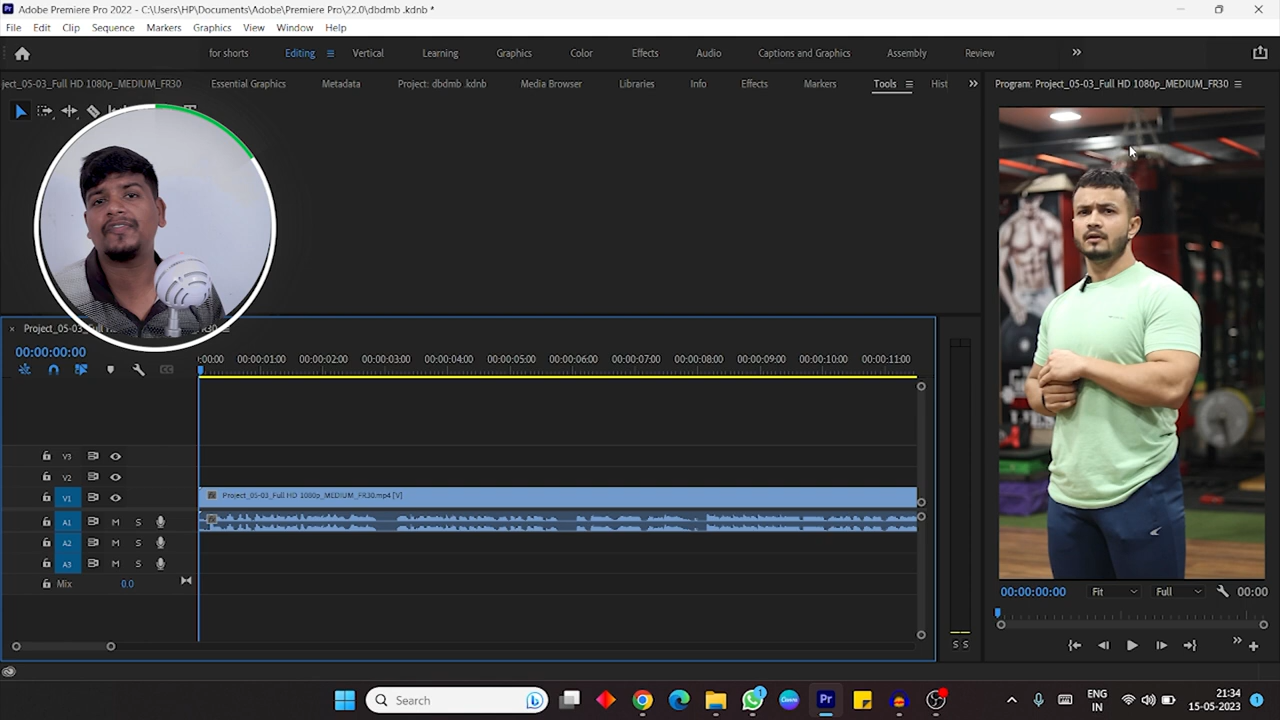 Adobe Premiere Pro 2022 - C:\Users\HP\Documents\Adobe\Premiere Pro\22.0\dbdmb .kdnb *
File Edit Clip Sequence Markers Graphics View Window Help
for shorts Editing Vertical Learning Graphics Color Effects Audio Captions and Graphics Assembly Review
ject_05-03_Full HD 1080p_MEDIUM_FR30 Essential Graphics Metadata Project: dbdmb .kdnb Media Browser Libraries Info Effects Markers Tools Hist
Program: Project_05-03_Full HD 1080p_MEDIUM_FR30
Project_05-03_Full H
00:00:00:00
:00:00 00:00:01:00 00:00:02:00 00:00:03:00 00:00:04:00 00:00:05:00 00:00:06:00 00:00:07:00 00:00:08:00 00:00:09:00 00:00:10:00 00:00:11:00
V3
V2
V1 Project_05-03_Full HD 1080p_MEDIUM_FR30.mp4 [V]
A1 M S
A2 M S
A3 M S
Mix 0.0
S S
00:00:00:00 Fit Full 00:00
Search
1
Pr
ENG
IN
21:34
15-05-2023
1